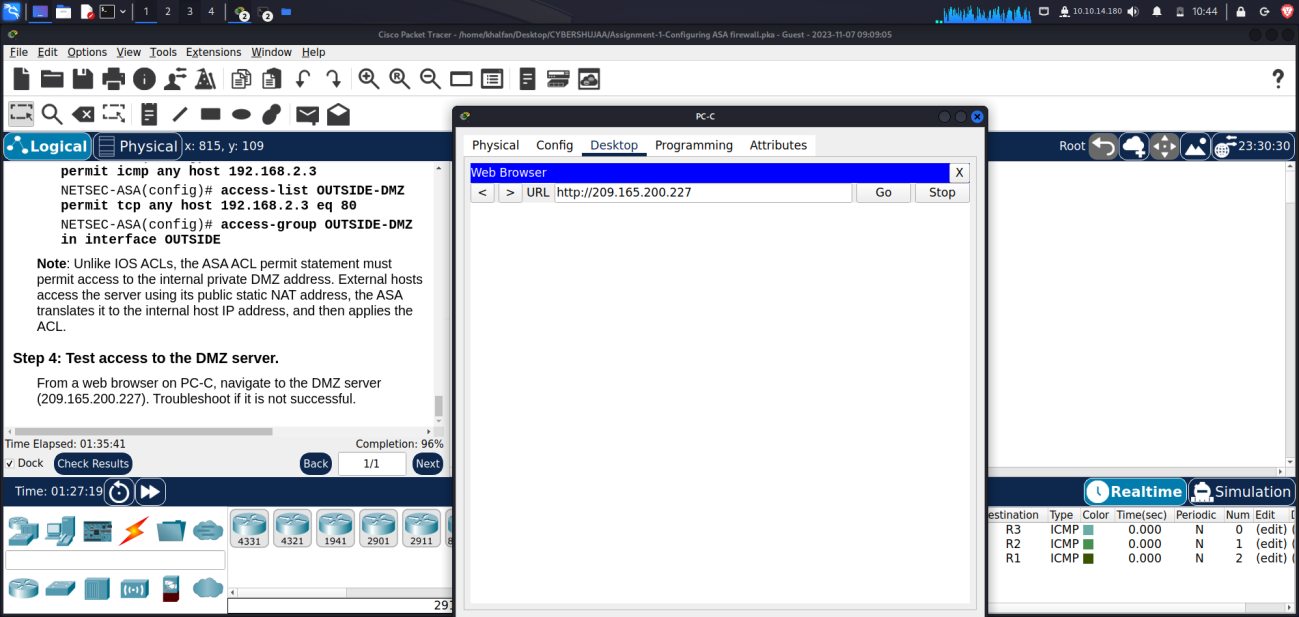 1 2 3 4
2
2
10.10.14.180
10:44
Cisco Packet Tracer - /home/khalfan/Desktop/CYBERSHUJAA/Assignment-1-Configuring ASA firewall.pka - Guest - 2023-11-07 09:09:05
File Edit Options View Tools Extensions Window Help
Logical Physical x: 815, y: 109
Root 23:30:30
permit icmp any host 192.168.2.3
NETSEC-ASA(config)# access-list OUTSIDE-DMZ
permit tcp any host 192.168.2.3 eq 80
NETSEC-ASA(config)# access-group OUTSIDE-DMZ
in interface OUTSIDE
Note: Unlike IOS ACLs, the ASA ACL permit statement must
permit access to the internal private DMZ address. External hosts
access the server using its public static NAT address, the ASA
translates it to the internal host IP address, and then applies the
ACL.
Step 4: Test access to the DMZ server.
From a web browser on PC-C, navigate to the DMZ server
(209.165.200.227). Troubleshoot if it is not successful.
Time Elapsed: 01:35:41 Completion: 96%
Dock Check Results Back 1/1 Next
Time: 01:27:19
4331 4321 1941 2901 2911
291
PC-C
Physical Config Desktop Programming Attributes
Web Browser X
< > URL http://209.165.200.227 Go Stop
Realtime Simulation
estination Type Color Time(sec) Periodic Num Edit
R3 ICMP 0.000 N 0 (edit) (
R2 ICMP 0.000 N 1 (edit) (
R1 ICMP 0.000 N 2 (edit) (